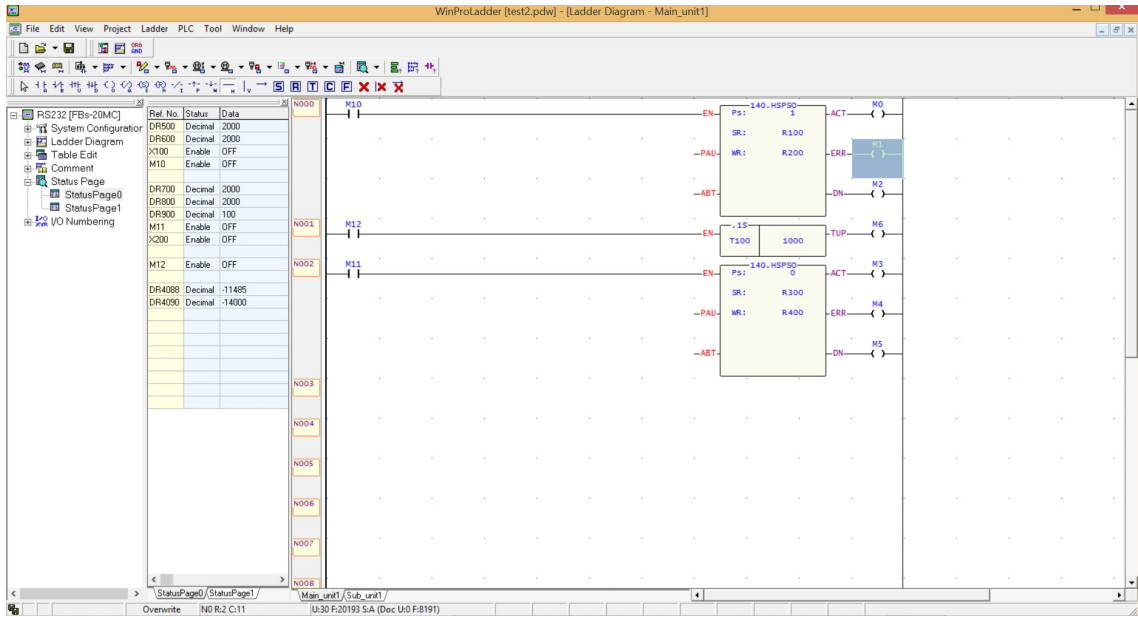 WinProLadder [test2.pdw] - [Ladder Diagram - Main_unit1]
File Edit View Project Ladder PLC Tool Window Help
ORG
AND
S R T C F
RS232 [FBs-20MC]
System Configuration
Ladder Diagram
Table Edit
Comment
Status Page
StatusPage0
StatusPage1
I/O Numbering
Ref. No. Status Data
DR500 Decimal 2000
DR600 Decimal 2000
X100 Enable OFF
M10 Enable OFF
DR700 Decimal 2000
DR800 Decimal 2000
DR900 Decimal 100
M11 Enable OFF
X200 Enable OFF
M12 Enable OFF
DR4088 Decimal -11485
DR4090 Decimal -14000
StatusPage0 StatusPage1
N000 M10 EN 140.HSPSO Ps: 1 ACT M0
SR: R100 M1
PAU WR: R200 ERR
ABT DN M2
N001 M12 EN .1S T100 1000 TUP M6
N002 M11 EN 140.HSPSO Ps: 0 ACT M3
SR: R300
PAU WR: R400 ERR M4
ABT DN M5
N003
N004
N005
N006
N007
N008
Main_unit1 Sub_unit1
Overwrite N0 R:2 C:11 U:30 F:20193 S:A (Doc U:0 F:8191)